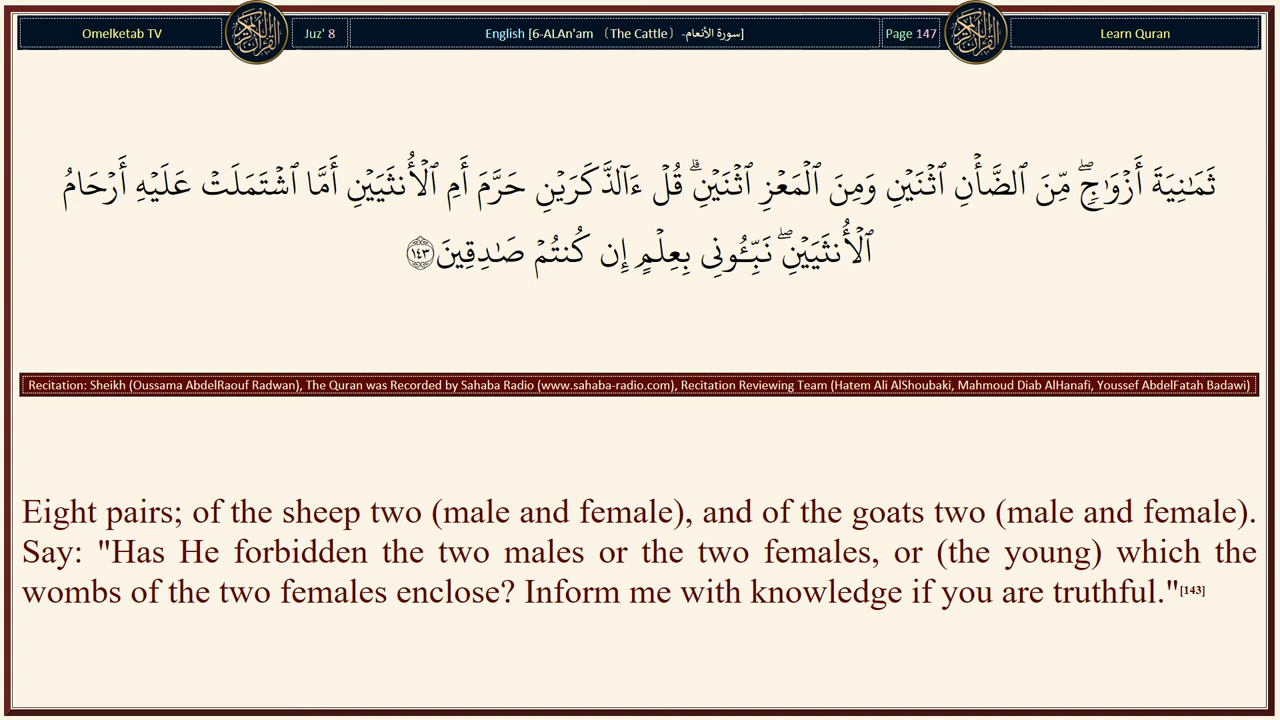 Omelketab TV
Juz' 8
English [6-ALAn'am (The Cattle) -سورة الأنعام]
Page 147
Learn Quran
ثَمَٰنِيَةَ أَزْوَٰجٖۖ مِّنَ ٱلضَّأْنِ ٱثْنَيْنِ وَمِنَ ٱلْمَعْزِ ٱثْنَيْنِۗ قُلْ ءَآلذَّكَرَيْنِ حَرَّمَ أَمِ ٱلْأُنثَيَيْنِ أَمَّا ٱشْتَمَلَتْ عَلَيْهِ أَرْحَامُ
ٱلْأُنثَيَيْنِۖ نَبِّـُٔونِي بِعِلْمٍ إِن كُنتُمْ صَٰدِقِينَ ١٤٣
Recitation: Sheikh (Oussama AbdelRaouf Radwan), The Quran was Recorded by Sahaba Radio (www.sahaba-radio.com), Recitation Reviewing Team (Hatem Ali AlShoubaki, Mahmoud Diab AlHanafi, Youssef AbdelFatah Badawi)
Eight pairs; of the sheep two (male and female), and of the goats two (male and female).
Say: "Has He forbidden the two males or the two females, or (the young) which the
wombs of the two females enclose? Inform me with knowledge if you are truthful."[143]